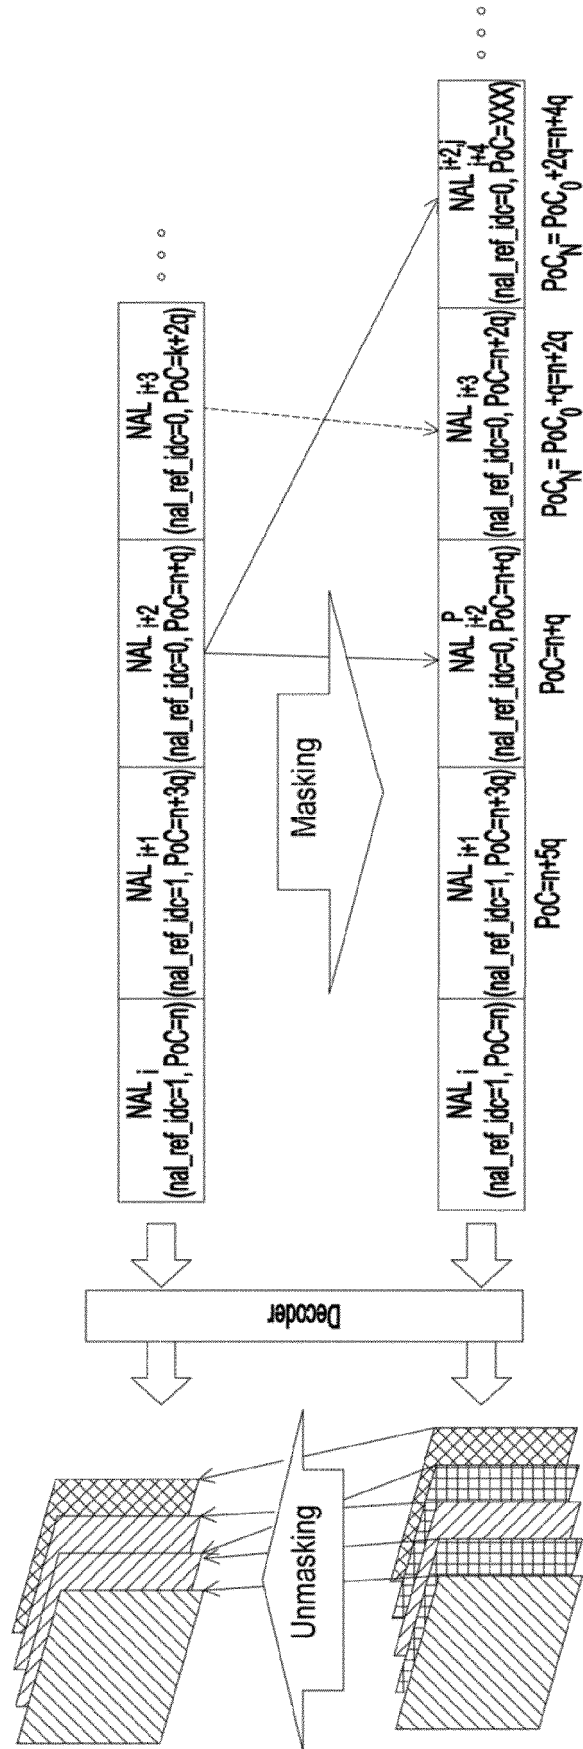 NAL i
(nal_ref_idc=1, PoC=n)
NAL i+1
(nal_ref_idc=1, PoC=n+3q)
NAL i+2
(nal_ref_idc=0, PoC=n+q)
NAL i+3
(nal_ref_idc=0, PoC=k+2q)
Masking
Decoder
Unmasking
NAL i
(nal_ref_idc=1, PoC=n)
NAL i+1
(nal_ref_idc=1, PoC=n+3q)
NAL P i+2
(nal_ref_idc=0, PoC=n+q)
NAL i+3
(nal_ref_idc=0, PoC=n+2q)
NAL i+2,j i+4
(nal_ref_idc=0, PoC=XXX)
PoC=n+5q
PoC=n+q
PoC_N = PoC_0 +q=n+2q
PoC_N = PoC_0 +2q=n+4q